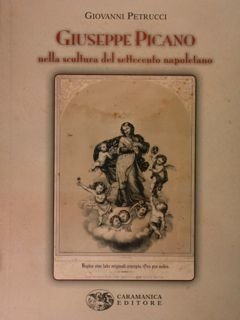 GIOVANNI PETRUCCI
GIUSEPPE PICANO
nella scultura del settecento napoletano
Regina sine labe originali concepta. Ora pro nobis.
CARAMANICA
EDITORE